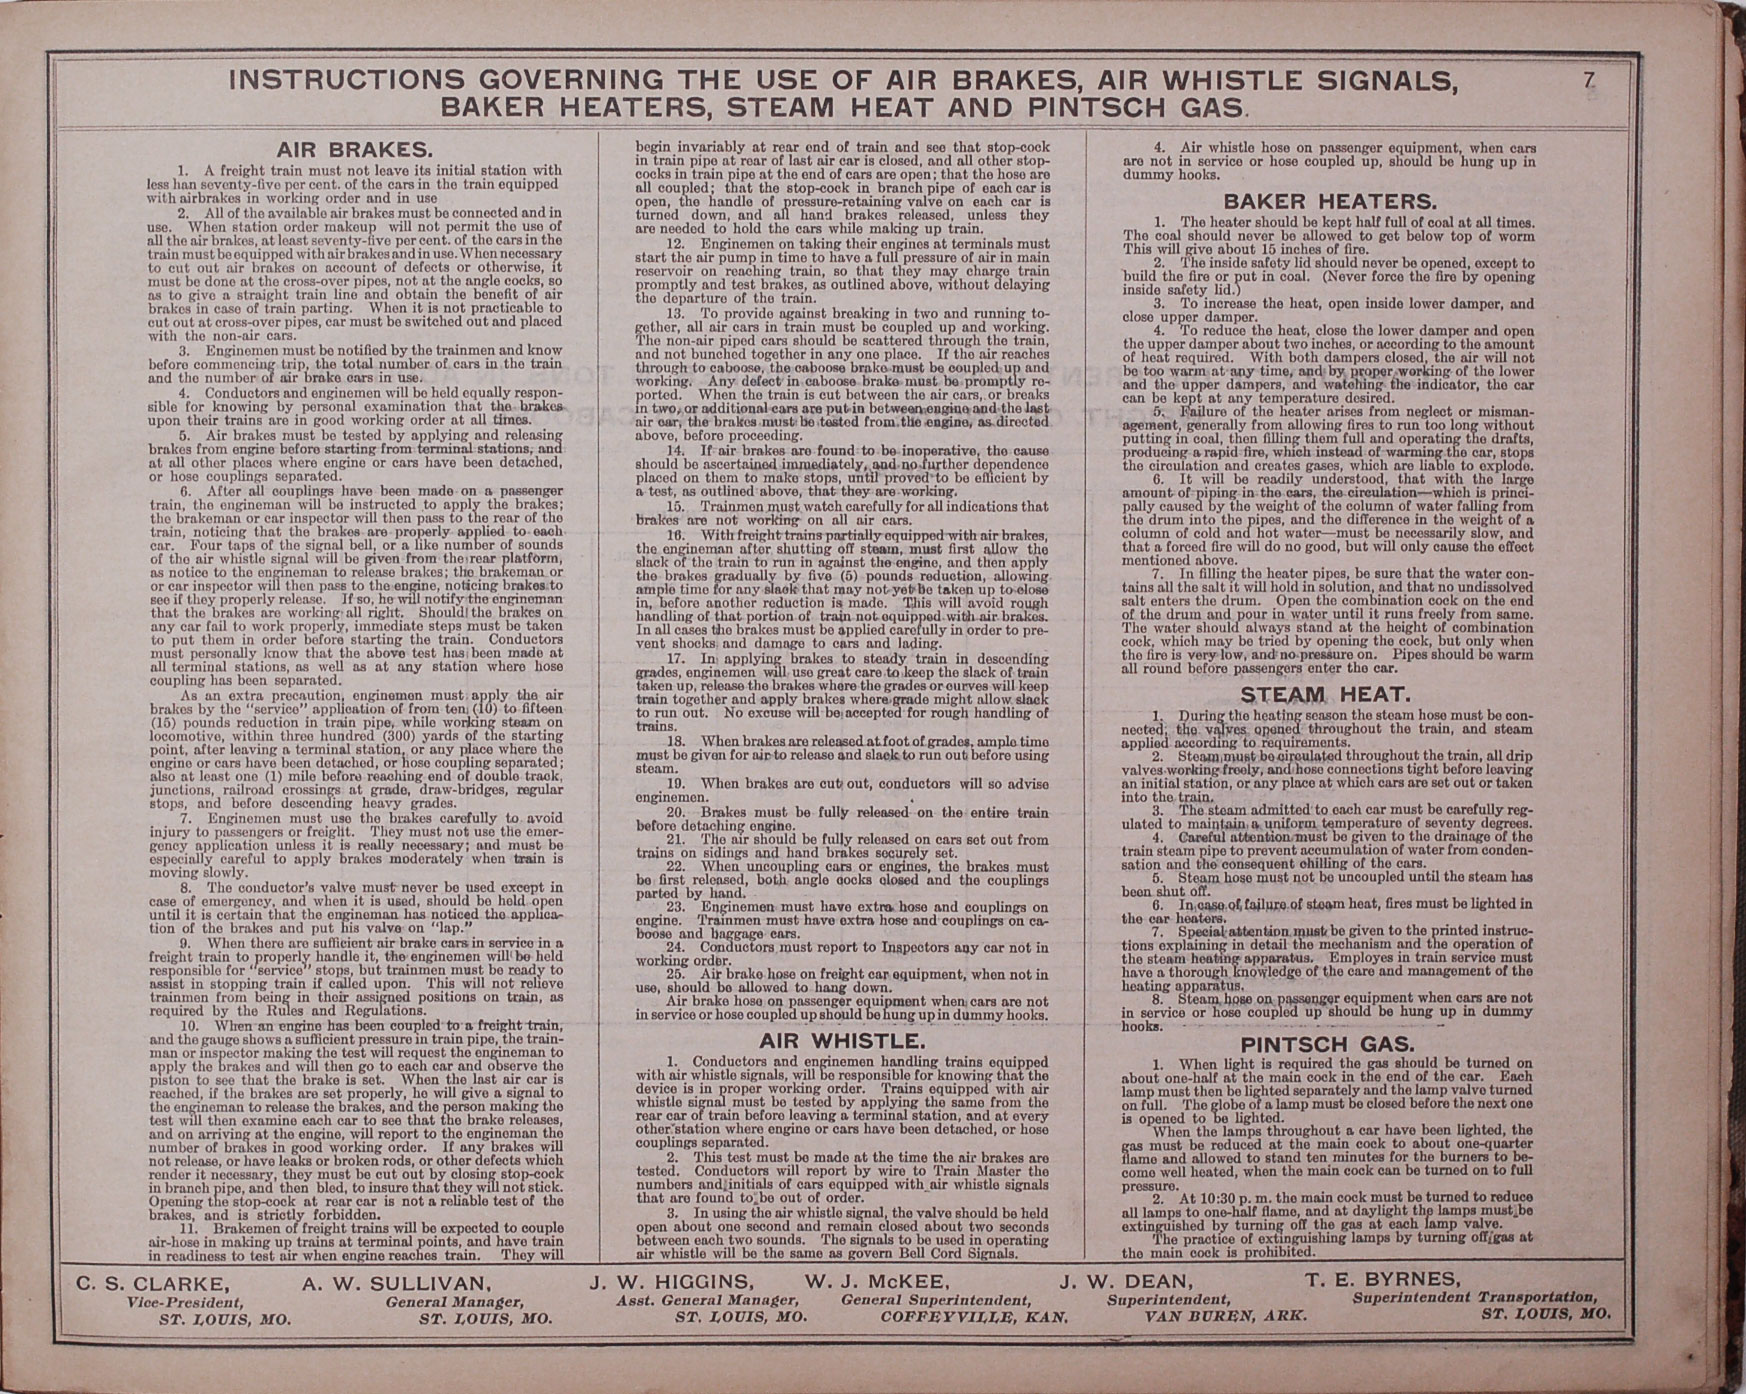 INSTRUCTIONS GOVERNING THE USE OF AIR BRAKES, AIR WHISTLE SIGNALS,
BAKER HEATERS, STEAM HEAT AND PINTSCH GAS.
7
AIR BRAKES.
1. A freight train must not leave its initial station with
less han seventy-five per cent. of the cars in the train equipped
with airbrakes in working order and in use
2. All of the available air brakes must be connected and in
use. When station order makeup will not permit the use of
all the air brakes, at least seventy-five per cent. of the cars in the
train must be equipped with air brakes and in use. When necessary
to cut out air brakes on account of defects or otherwise, it
must be done at the cross-over pipes, not at the angle cocks, so
as to give a straight train line and obtain the benefit of air
brakes in case of train parting. When it is not practicable to
cut out at cross-over pipes, car must be switched out and placed
with the non-air cars.
3. Enginemen must be notified by the trainmen and know
before commencing trip, the total number of cars in the train
and the number of air brake cars in use.
4. Conductors and enginemen will be held equally respon-
sible for knowing by personal examination that the brakes
upon their trains are in good working order at all times.
5. Air brakes must be tested by applying and releasing
brakes from engine before starting from terminal stations, and
at all other places where engine or cars have been detached,
or hose couplings separated.
6. After all couplings have been made on a passenger
train, the engineman will be instructed to apply the brakes;
the brakeman or car inspector will then pass to the rear of the
train, noticing that the brakes are properly applied to each
car. Four taps of the signal bell, or a like number of sounds
of the air whistle signal will be given from the rear platform,
as notice to the engineman to release brakes; the brakeman or
or car inspector will then pass to the engine, noticing brakes to
see if they properly release. If so, he will notify the engineman
that the brakes are working all right. Should the brakes on
any car fail to work properly, immediate steps must be taken
to put them in order before starting the train. Conductors
must personally know that the above test has been made at
all terminal stations, as well as at any station where hose
coupling has been separated.
As an extra precaution, enginemen must apply the air
brakes by the "service" application of from ten (10) to fifteen
(15) pounds reduction in train pipe, while working steam on
locomotive, within three hundred (300) yards of the starting
point, after leaving a terminal station, or any place where the
engine or cars have been detached, or hose coupling separated;
also at least one (1) mile before reaching end of double track,
junctions, railroad crossings at grade, draw-bridges, regular
stops, and before descending heavy grades.
7. Enginemen must use the brakes carefully to avoid
injury to passengers or freight. They must not use the emer-
gency application unless it is really necessary; and must be
especially careful to apply brakes moderately when train is
moving slowly.
8. The conductor's valve must never be used except in
case of emergency, and when it is used, should be held open
until it is certain that the engineman has noticed the applica-
tion of the brakes and put his valve on "lap."
9. When there are sufficient air brake cars in service in a
freight train to properly handle it, the enginemen will be held
responsible for "service" stops, but trainmen must be ready to
assist in stopping train if called upon. This will not relieve
trainmen from being in their assigned positions on train, as
required by the Rules and Regulations.
10. When an engine has been coupled to a freight train,
and the gauge shows a sufficient pressure in train pipe, the train-
man or inspector making the test will request the engineman to
apply the brakes and will then go to each car and observe the
piston to see that the brake is set. When the last air car is
reached, if the brakes are set properly, he will give a signal to
the engineman to release the brakes, and the person making the
test will then examine each car to see that the brake releases,
and on arriving at the engine, will report to the engineman the
number of brakes in good working order. If any brakes will
not release, or have leaks or broken rods, or other defects which
render it necessary, they must be cut out by closing stop-cock
in branch pipe, and then bled, to insure that they will not stick.
Opening the stop-cock at rear car is not a reliable test of the
brakes, and is strictly forbidden.
11. Brakemen of freight trains will be expected to couple
air-hose in making up trains at terminal points, and have train
in readiness to test air when engine reaches train. They will
begin invariably at rear end of train and see that stop-cock
in train pipe at rear of last air car is closed, and all other stop-
cocks in train pipe at the end of cars are open; that the hose are
all coupled; that the stop-cock in branch pipe of each car is
open, the handle of pressure-retaining valve on each car is
turned down, and all hand brakes released, unless they
are needed to hold the cars while making up train.
12. Enginemen on taking their engines at terminals must
start the air pump in time to have a full pressure of air in main
reservoir on reaching train, so that they may charge train
promptly and test brakes, as outlined above, without delaying
the departure of the train.
13. To provide against breaking in two and running to-
gether, all air cars in train must be coupled up and working.
The non-air piped cars should be scattered through the train,
and not bunched together in any one place. If the air reaches
through to caboose, the caboose brake must be coupled up and
working. Any defect in caboose brake must be promptly re-
ported. When the train is cut between the air cars, or breaks
in two, or additional cars are put in between engine and the last
air car, the brakes must be tested from the engine, as directed
above, before proceeding.
14. If air brakes are found to be inoperative, the cause
should be ascertained immediately, and no further dependence
placed on them to make stops, until proved to be efficient by
a test, as outlined above, that they are working.
15. Trainmen must watch carefully for all indications that
brakes are not working on all air cars.
16. With freight trains partially equipped with air brakes,
the engineman after shutting off steam, must first allow the
slack of the train to run in against the engine, and then apply
the brakes gradually by five (5) pounds reduction, allowing
ample time for any slack that may not yet be taken up to close
in, before another reduction is made. This will avoid rough
handling of that portion of train not equipped with air brakes.
In all cases the brakes must be applied carefully in order to pre-
vent shocks and damage to cars and lading.
17. In applying brakes to steady train in descending
grades, enginemen will use great care to keep the slack of train
taken up, release the brakes where the grades or curves will keep
train together and apply brakes where grade might allow slack
to run out. No excuse will be accepted for rough handling of
trains.
18. When brakes are released at foot of grades, ample time
must be given for air to release and slack to run out before using
steam.
19. When brakes are cut out, conductors will so advise
enginemen.
20. Brakes must be fully released on the entire train
before detaching engine.
21. The air should be fully released on cars set out from
trains on sidings and hand brakes securely set.
22. When uncoupling cars or engines, the brakes must
be first released, both angle cocks closed and the couplings
parted by hand.
23. Enginemen must have extra hose and couplings on
engine. Trainmen must have extra hose and couplings on ca-
boose and baggage cars.
24. Conductors must report to Inspectors any car not in
working order.
25. Air brake hose on freight car equipment, when not in
use, should be allowed to hang down.
Air brake hose on passenger equipment when cars are not
in service or hose coupled up should be hung up in dummy hooks.
AIR WHISTLE.
1. Conductors and enginemen handling trains equipped
with air whistle signals, will be responsible for knowing that the
device is in proper working order. Trains equipped with air
whistle signal must be tested by applying the same from the
rear car of train before leaving a terminal station, and at every
other station where engine or cars have been detached, or hose
couplings separated.
2. This test must be made at the time the air brakes are
tested. Conductors will report by wire to Train Master the
numbers and initials of cars equipped with air whistle signals
that are found to be out of order.
3. In using the air whistle signal, the valve should be held
open about one second and remain closed about two seconds
between each two sounds. The signals to be used in operating
air whistle will be the same as govern Bell Cord Signals.
4. Air whistle hose on passenger equipment, when cars
are not in service or hose coupled up, should be hung up in
dummy hooks.
BAKER HEATERS.
1. The heater should be kept half full of coal at all times.
The coal should never be allowed to get below top of worm
This will give about 15 inches of fire.
2. The inside safety lid should never be opened, except to
build the fire or put in coal. (Never force the fire by opening
inside safety lid.)
3. To increase the heat, open inside lower damper, and
close upper damper.
4. To reduce the heat, close the lower damper and open
the upper damper about two inches, or according to the amount
of heat required. With both dampers closed, the air will not
be too warm at any time, and by proper working of the lower
and the upper dampers, and watching the indicator, the car
can be kept at any temperature desired.
5. Failure of the heater arises from neglect or misman-
agement, generally from allowing fires to run too long without
putting in coal, then filling them full and operating the drafts,
producing a rapid fire, which instead of warming the car, stops
the circulation and creates gases, which are liable to explode.
6. It will be readily understood, that with the large
amount of piping in the cars, the circulation—which is princi-
pally caused by the weight of the column of water falling from
the drum into the pipes, and the difference in the weight of a
column of cold and hot water—must be necessarily slow, and
that a forced fire will do no good, but will only cause the effect
mentioned above.
7. In filling the heater pipes, be sure that the water con-
tains all the salt it will hold in solution, and that no undissolved
salt enters the drum. Open the combination cock on the end
of the drum and pour in water until it runs freely from same.
The water should always stand at the height of combination
cock, which may be tried by opening the cock, but only when
the fire is very low, and no pressure on. Pipes should be warm
all round before passengers enter the car.
STEAM HEAT.
1. During the heating season the steam hose must be con-
nected; the valves opened throughout the train, and steam
applied according to requirements.
2. Steam must be circulated throughout the train, all drip
valves working freely, and hose connections tight before leaving
an initial station, or any place at which cars are set out or taken
into the train.
3. The steam admitted to each car must be carefully reg-
ulated to maintain a uniform temperature of seventy degrees.
4. Careful attention must be given to the drainage of the
train steam pipe to prevent accumulation of water from conden-
sation and the consequent chilling of the cars.
5. Steam hose must not be uncoupled until the steam has
been shut off.
6. In case of failure of steam heat, fires must be lighted in
the car heaters.
7. Special attention must be given to the printed instruc-
tions explaining in detail the mechanism and the operation of
the steam heating apparatus. Employes in train service must
have a thorough knowledge of the care and management of the
heating apparatus.
8. Steam hose on passenger equipment when cars are not
in service or hose coupled up should be hung up in dummy
hooks.
PINTSCH GAS.
1. When light is required the gas should be turned on
about one-half at the main cock in the end of the car. Each
lamp must then be lighted separately and the lamp valve turned
on full. The globe of a lamp must be closed before the next one
is opened to be lighted.
When the lamps throughout a car have been lighted, the
gas must be reduced at the main cock to about one-quarter
flame and allowed to stand ten minutes for the burners to be-
come well heated, when the main cock can be turned on to full
pressure.
2. At 10:30 p. m. the main cock must be turned to reduce
all lamps to one-half flame, and at daylight the lamps must be
extinguished by turning off the gas at each lamp valve.
The practice of extinguishing lamps by turning off gas at
the main cock is prohibited.
C. S. CLARKE, A. W. SULLIVAN, J. W. HIGGINS, W. J. McKEE, J. W. DEAN, T. E. BYRNES,
Vice-President, General Manager, Asst. General Manager, General Superintendent, Superintendent, Superintendent Transportation,
ST. LOUIS, MO. ST. LOUIS, MO. ST. LOUIS, MO. COFFEYVILLE, KAN. VAN BUREN, ARK. ST. LOUIS, MO.